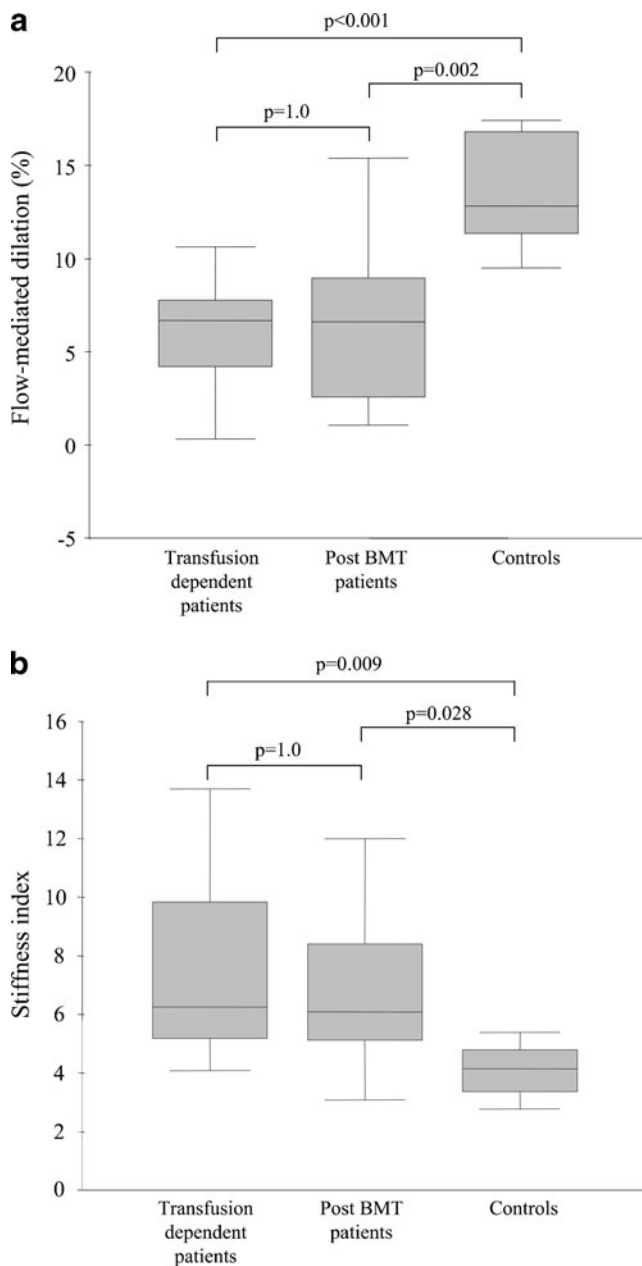 a
p<0.001
p=0.002
p=1.0
20
15
10
5
0
-5
Flow-mediated dilation (%)
Transfusion
dependent
patients
Post BMT
patients
Controls
b
p=0.009
p=0.028
p=1.0
16
14
12
10
8
6
4
2
0
Stiffness index
Transfusion
dependent
patients
Post BMT
patients
Controls